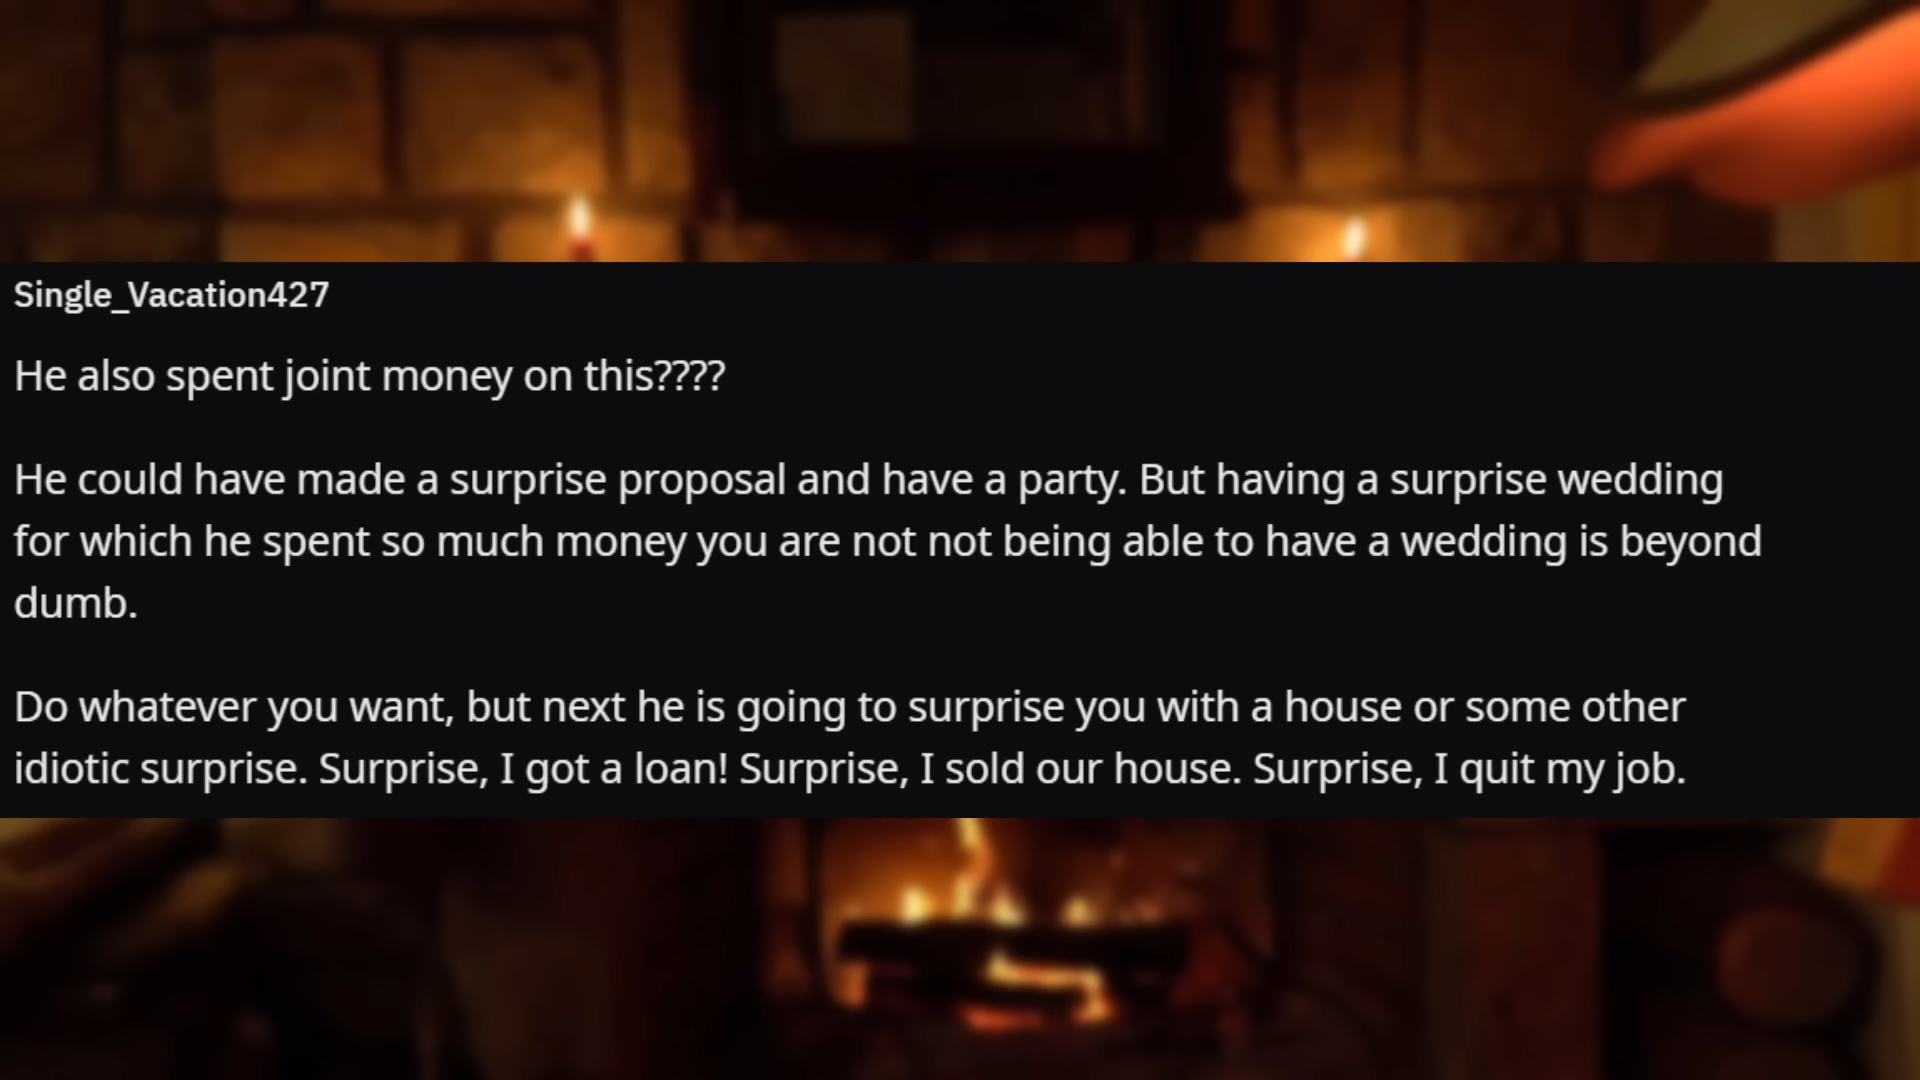 Single_Vacation427
He also spent joint money on this????
He could have made a surprise proposal and have a party. But having a surprise wedding
for which he spent so much money you are not not being able to have a wedding is beyond
dumb.
Do whatever you want, but next he is going to surprise you with a house or some other
idiotic surprise. Surprise, I got a loan! Surprise, I sold our house. Surprise, I quit my job.